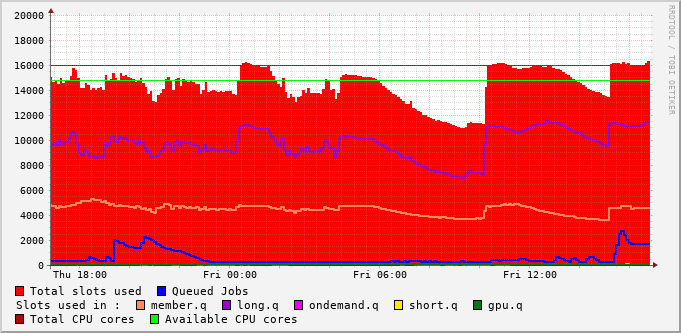 20000
18000
16000
14000
12000
10000
8000
6000
4000
2000
0
Thu 18:00 Fri 00:00 Fri 06:00 Fri 12:00
Total slots used Queued Jobs
Slots used in : member.q long.q ondemand.q short.q gpu.q
Total CPU cores Available CPU cores
RRDTOOL / TOBI OETIKER